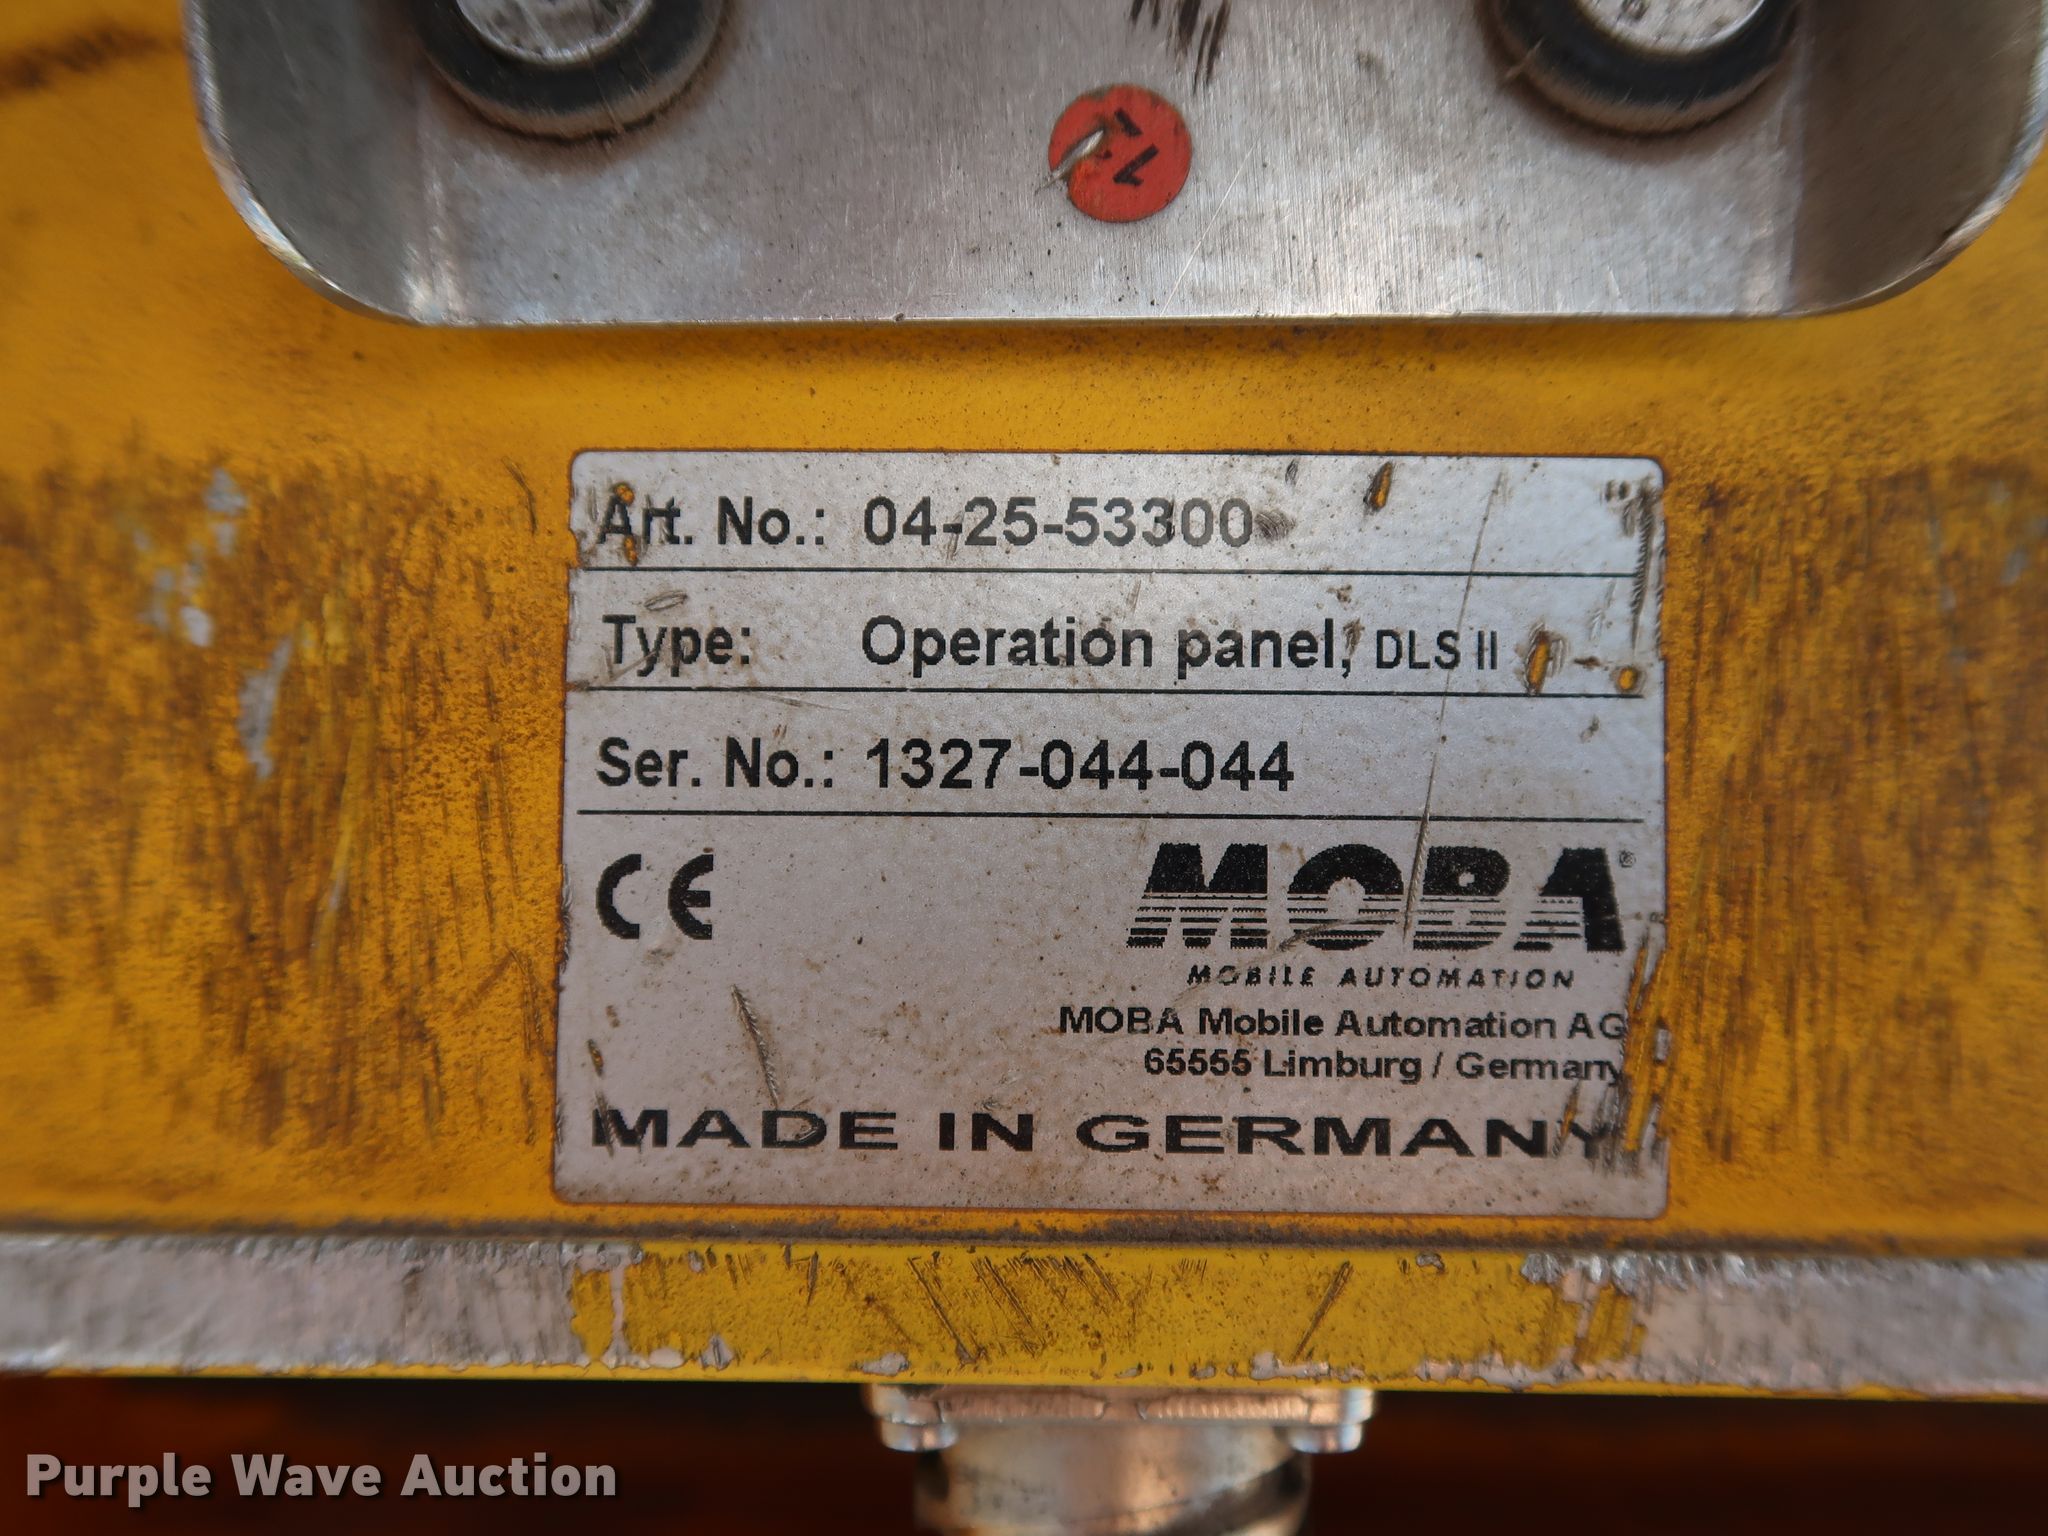 Art. No.: 04-25-53300
Type: Operation panel, DLS II
Ser. No.: 1327-044-044
CE
MOBA®
MOBILE AUTOMATION
MOBA Mobile Automation AG
65555 Limburg / Germany
MADE IN GERMANY
Purple Wave Auction